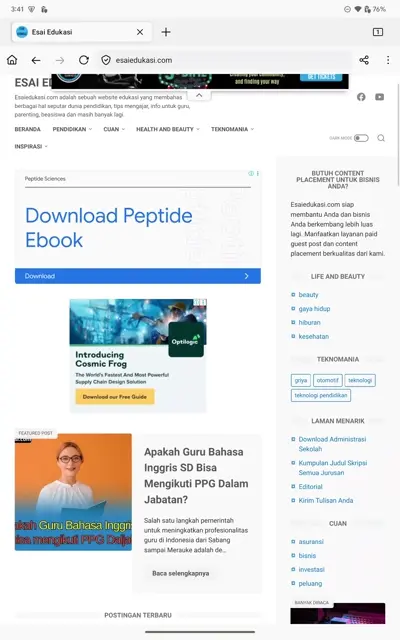 3:41
76%
Esai Edukasi
1
esaiedukasi.com
ESAI ED
Creating your community,
and finding your way
GET TICKETS
Esaiedukasi.com adalah sebuah website edukasi yang membahas
berbagai hal seputar dunia pendidikan, tips mengajar, info untuk guru,
parenting, beasiswa dan masih banyak lagi.
BERANDA PENDIDIKAN CUAN HEALTH AND BEAUTY TEKNOMANIA
INSPIRASI
DARK MODE
Peptide Sciences
Download Peptide
Ebook
Download
Optilogic
Introducing
Cosmic Frog
The World's Fastest And Most Powerful
Supply Chain Design Solution
Download our Free Guide
FEATURED POST
akah Guru Bahasa Inggris
isa mengikuti PPG Dalja
Apakah Guru Bahasa
Inggris SD Bisa
Mengikuti PPG Dalam
Jabatan?
Salah satu langkah pemerintah
untuk meningkatkan profesionalitas
guru di Indonesia dari Sabang
sampai Merauke adalah de...
Baca selengkapnya
POSTINGAN TERBARU
BUTUH CONTENT
PLACEMENT UNTUK BISNIS
ANDA?
Esaiedukasi.com siap
membantu Anda dan bisnis
Anda berkembang lebih luas
lagi. Manfaatkan layanan paid
guest post dan content
placement berkualitas dari kami.
LIFE AND BEAUTY
beauty
gaya hidup
hiburan
kesehatan
TEKNOMANIA
griya otomotif teknologi
teknologi pendidikan
LAMAN MENARIK
Download Administrasi
Sekolah
Kumpulan Judul Skripsi
Semua Jurusan
Editorial
Kirim Tulisan Anda
CUAN
asuransi
bisnis
investasi
peluang
BANYAK DIBACA